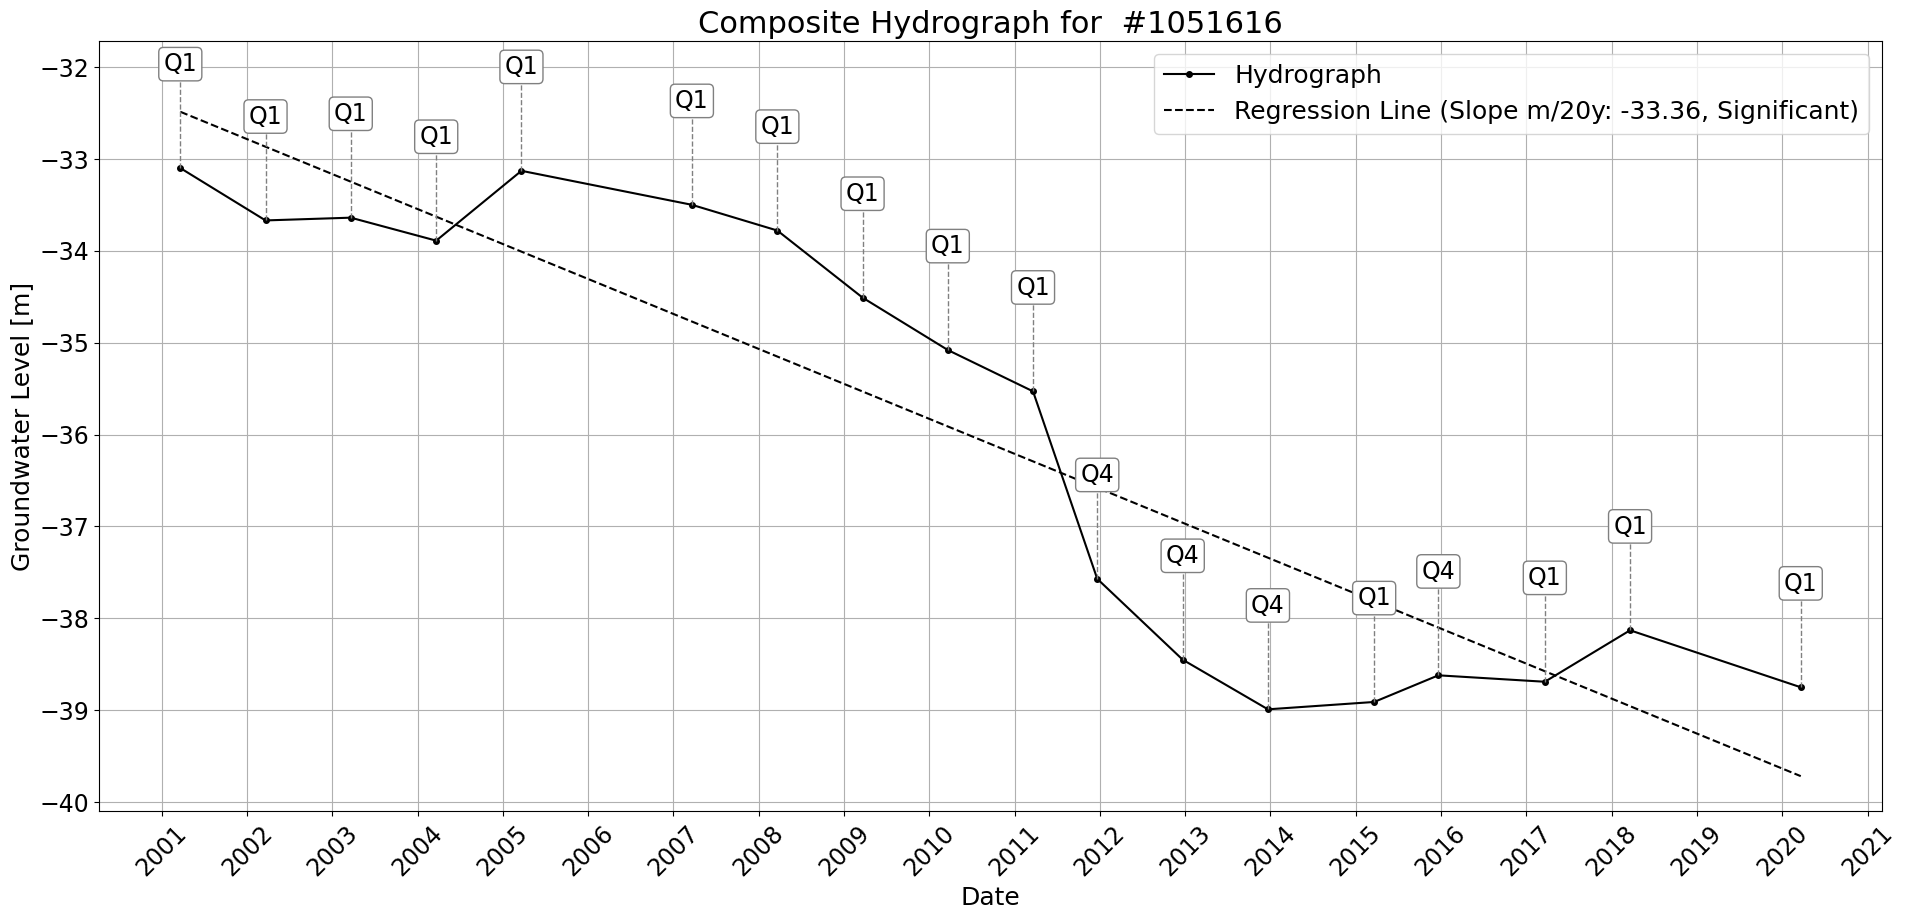 Composite Hydrograph for  #1051616
Hydrograph
Regression Line (Slope m/20y: -33.36, Significant)
Groundwater Level [m]
−32
−33
−34
−35
−36
−37
−38
−39
−40
Q1
Q1
Q1
Q1
Q1
Q1
Q1
Q1
Q1
Q1
Q4
Q4
Q4
Q1
Q4
Q1
Q1
Q1
2001
2002
2003
2004
2005
2006
2007
2008
2009
2010
2011
2012
2013
2014
2015
2016
2017
2018
2019
2020
2021
Date